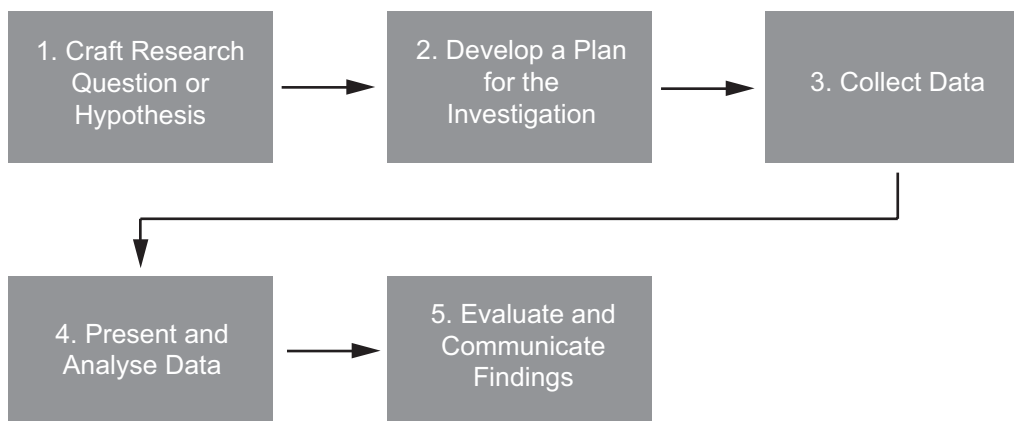 1. Craft Research
Question or
Hypothesis
2. Develop a Plan
for the
Investigation
3. Collect Data
4. Present and
Analyse Data
5. Evaluate and
Communicate
Findings